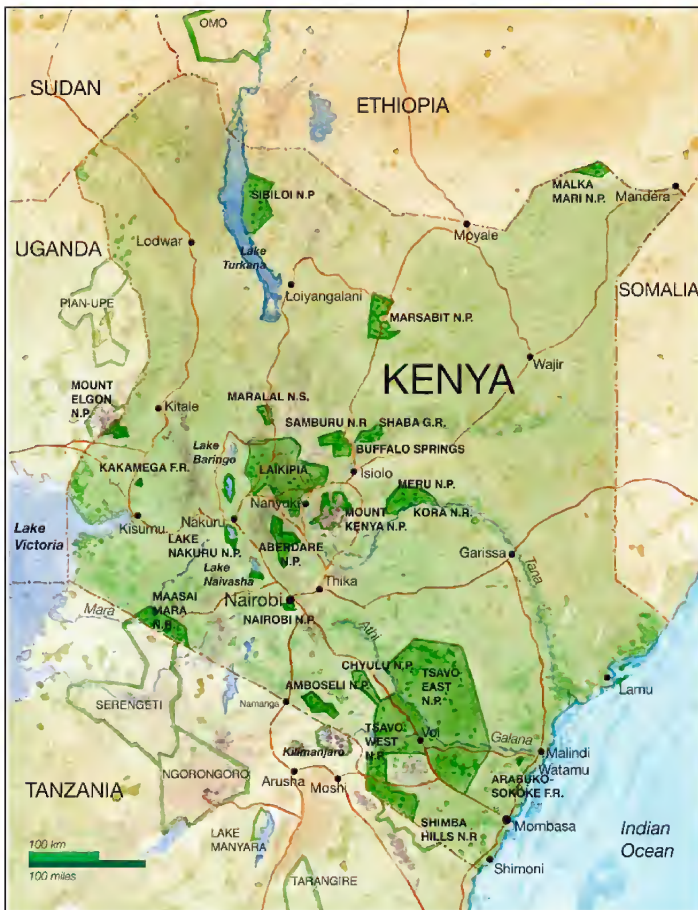 OMO
SUDAN
ETHIOPIA
SIBILOI N.P
MALKA
MARI N.P.
Mandera
Moyale
Lodwar
UGANDA
Lake
Turkana
SOMALIA
Loiyangalani
PIAN-UPE
MARSABIT N.P.
Wajir
KENYA
MOUNT
ELGON
N.P.
Kitale
MARALAL N.S.
SAMBURU N.R
SHABA G.R.
BUFFALO SPRINGS
Lake
Baringo
KAKAMEGA F.R.
LAIKIPIA
Isiolo
MERU N.P.
Nanyuki
MOUNT
KENYA N.P.
KORA N.R.
Lake
Victoria
Kisumu
Nakuru
LAKE
NAKURU N.P.
ABERDARE
N.P.
Garissa
Tana
Lake
Naivasha
Thika
MAASAI
MARA
N.R.
Mara
Nairobi
NAIROBI N.P.
Athi
CHYULU N.P.
TSAVO
EAST
N.P.
AMBOSELI N.P.
Lamu
SERENGETI
Namanga
TSAVO
WEST
N.P.
Voi
Galana
Kilimanjaro
Malindi
Watamu
NGORONGORO
TANZANIA
Arusha
Moshi
ARABUKO-
SOKOKE F.R.
SHIMBA
HILLS N.R
Mombasa
LAKE
MANYARA
Indian
Ocean
100 km
100 miles
Shimoni
TARANGIRE